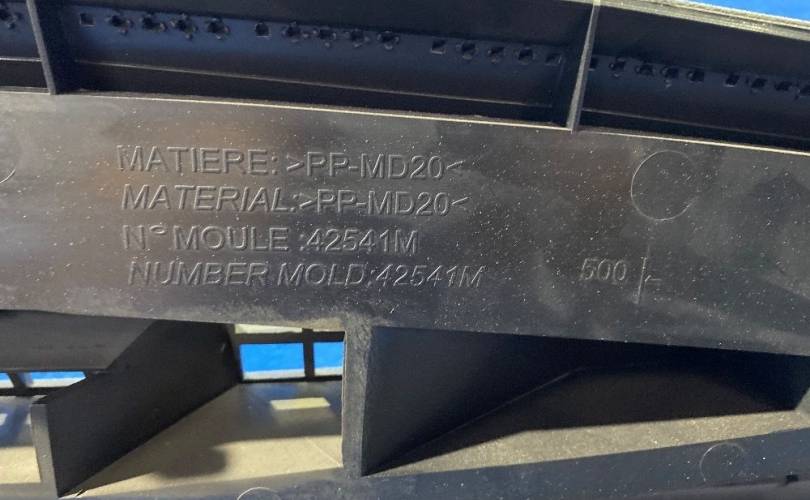 MATIERE: >PP-MD20<
MATERIAL:>PP-MD20<
N° MOULE :42541M
NUMBER MOLD:42541M
500